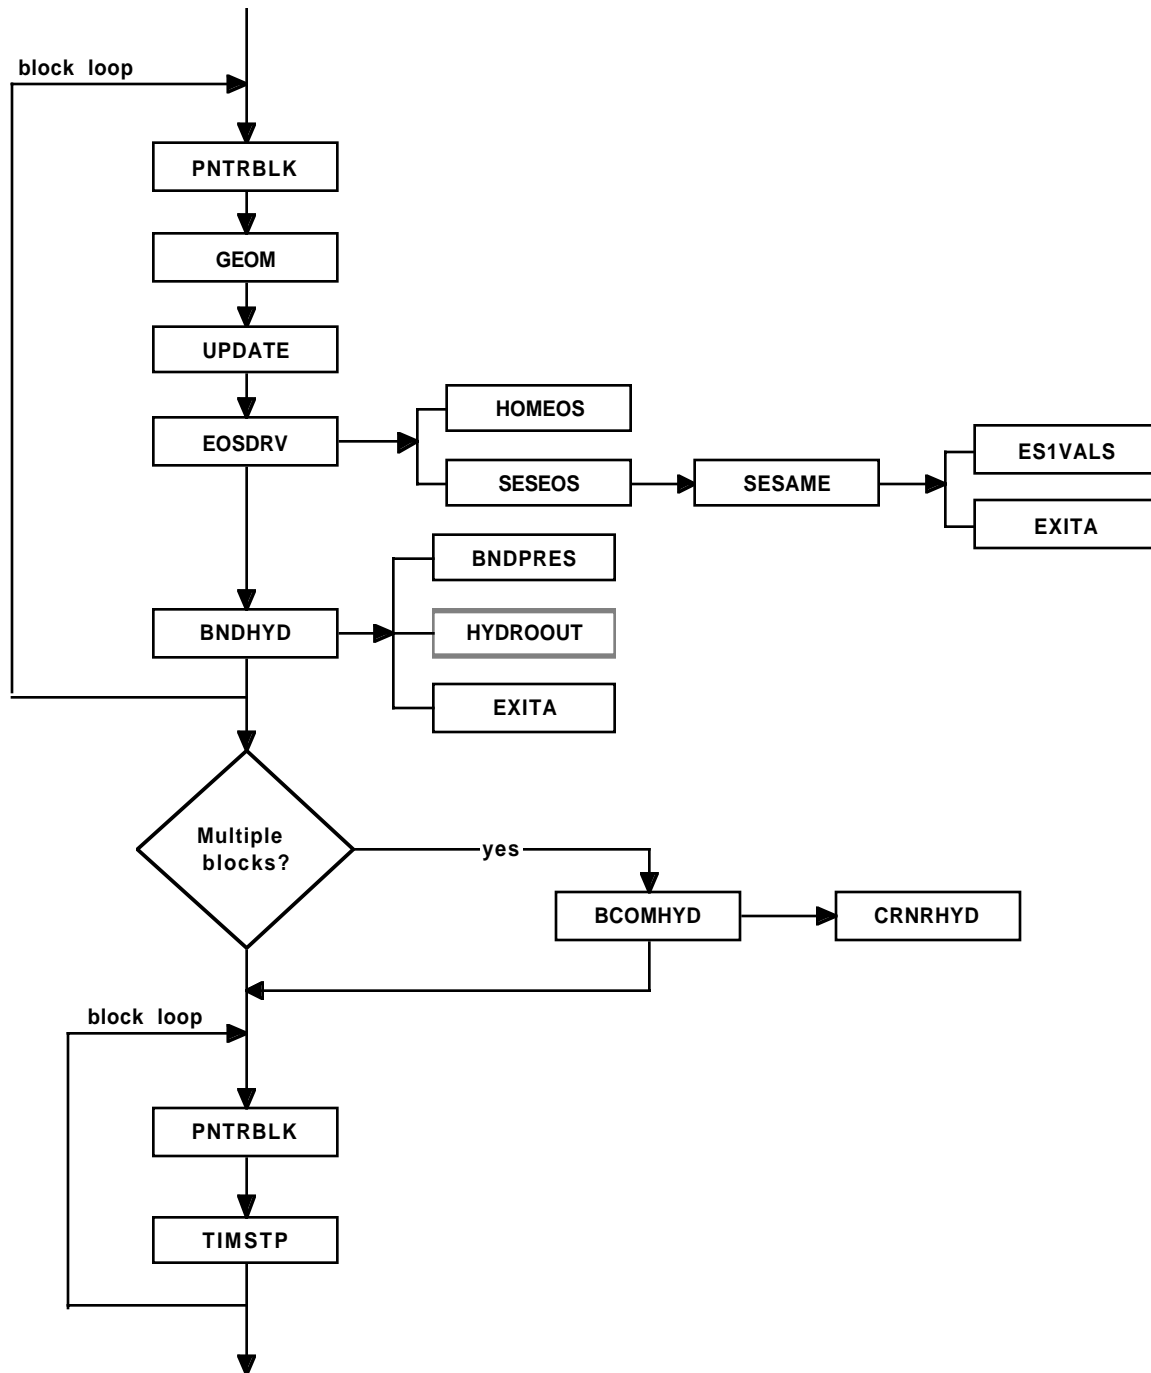 block loop
PNTRBLK
GEOM
UPDATE
HOMEOS
EOSDRV
ES1VALS
SESEOS
SESAME
EXITA
BNDPRES
BNDHYD
HYDROOUT
EXITA
Multiple
blocks?
yes
BCOMHYD
CRNRHYD
block loop
PNTRBLK
TIMSTP